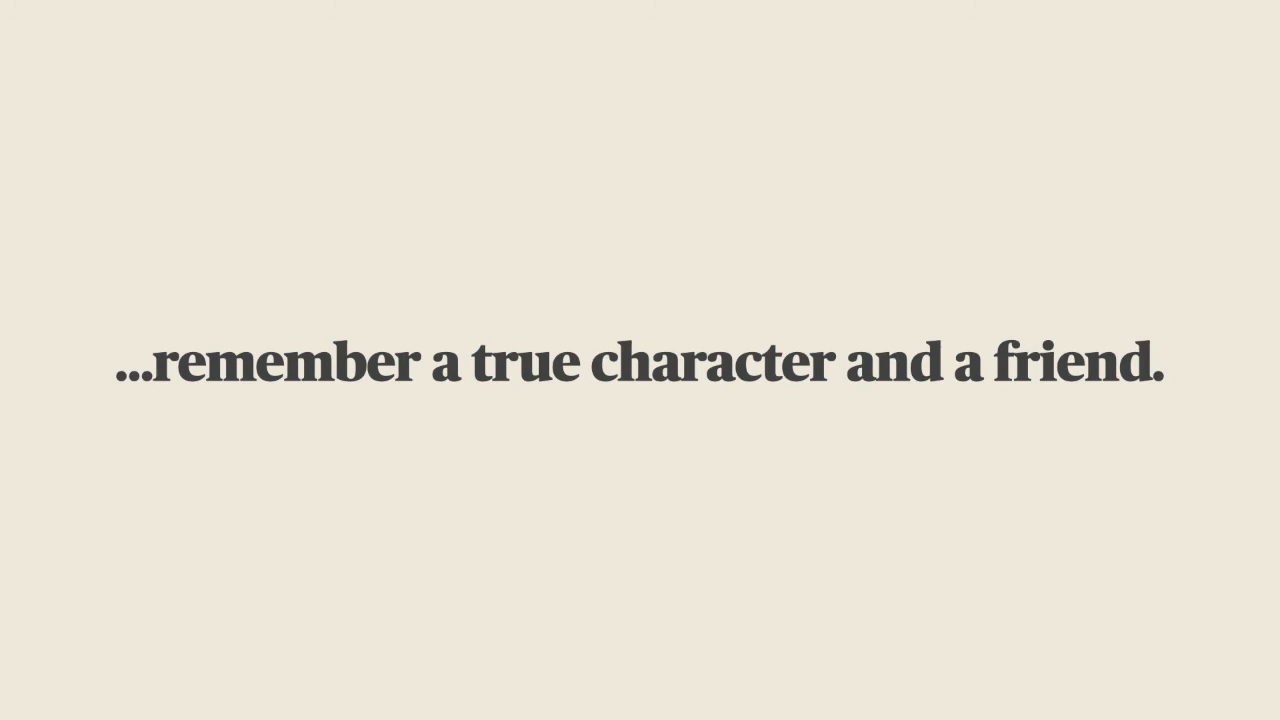 ...remember a true character and a friend.